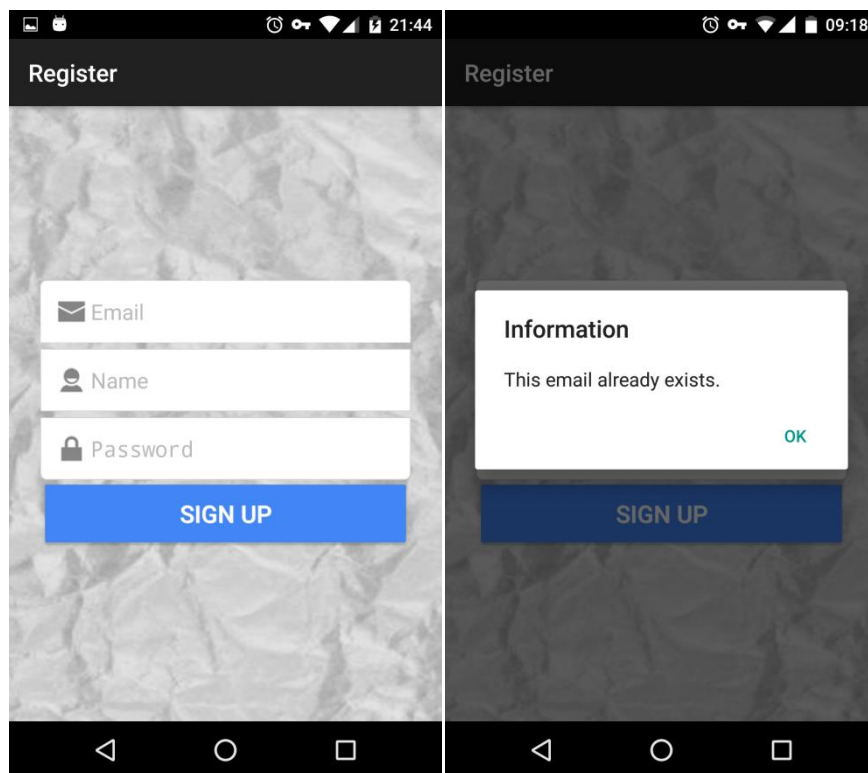 21:44
Register
Email
Name
Password
SIGN UP
09:18
Register
Information
This email already exists.
OK
SIGN UP